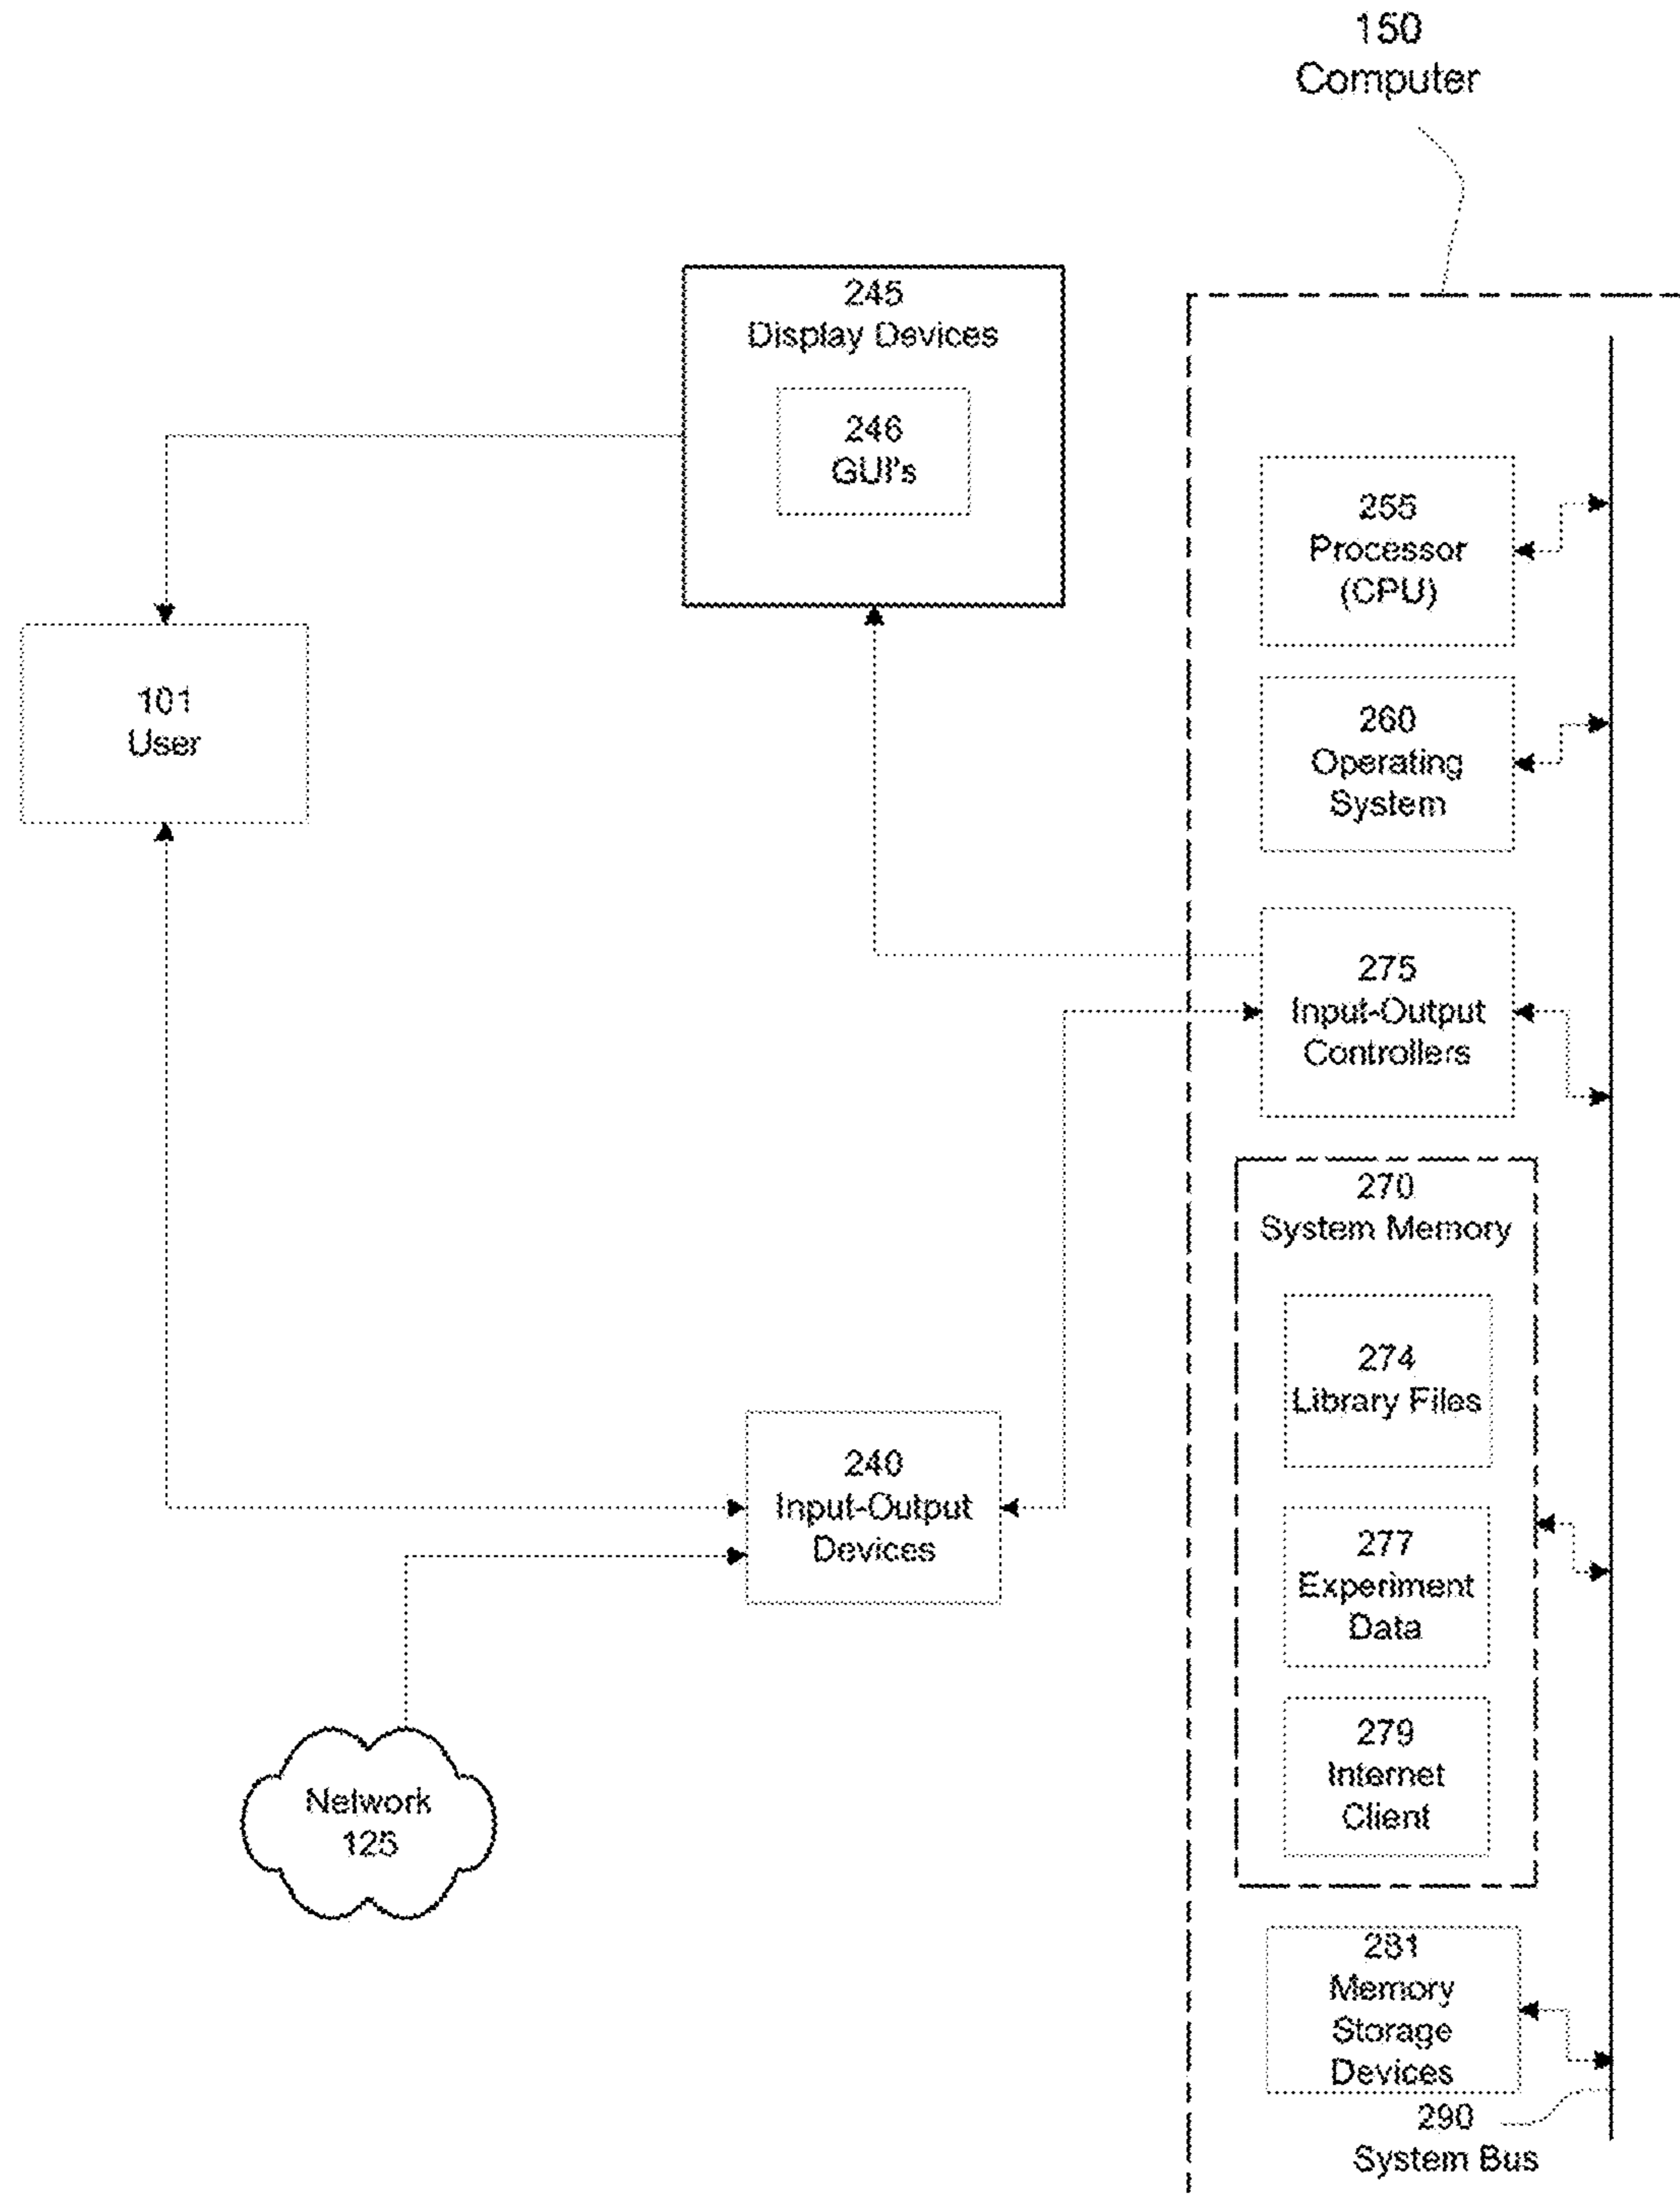 150
Computer
245
Display Devices
246
GUI's
255
Processor
(CPU)
101
User
260
Operating
System
275
Input-Output
Controllers
270
System Memory
274
Library Files
240
Input-Output
Devices
277
Experiment
Data
279
Internet
Client
Network
125
281
Memory
Storage
Devices
290
System Bus